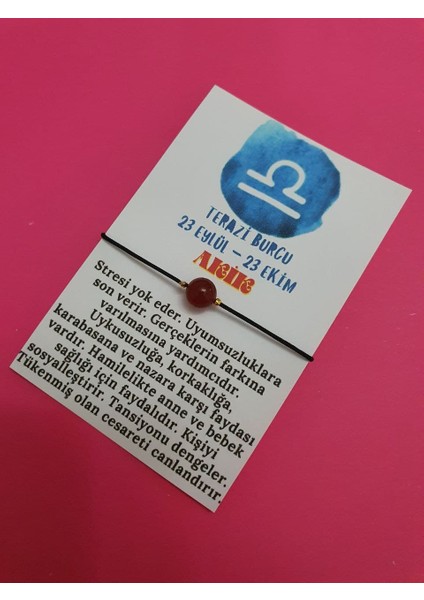 TERAZİ BURCU
23 EYLÜL – 23 EKİM
Stresi yok eder. Uyumsuzluklara
son verir. Gerçeklerin farkına
varılmasına yardımcıdır.
Uykusuzluğa, korkaklığa,
karabasana ve nazara karşı faydası
vardır. Hamilelikte anne ve bebek
sağlığı için faydalıdır. Kişiyi
sosyalleştirir. Tansiyonu dengeler.
Tükenmiş olan cesareti canlandırır.